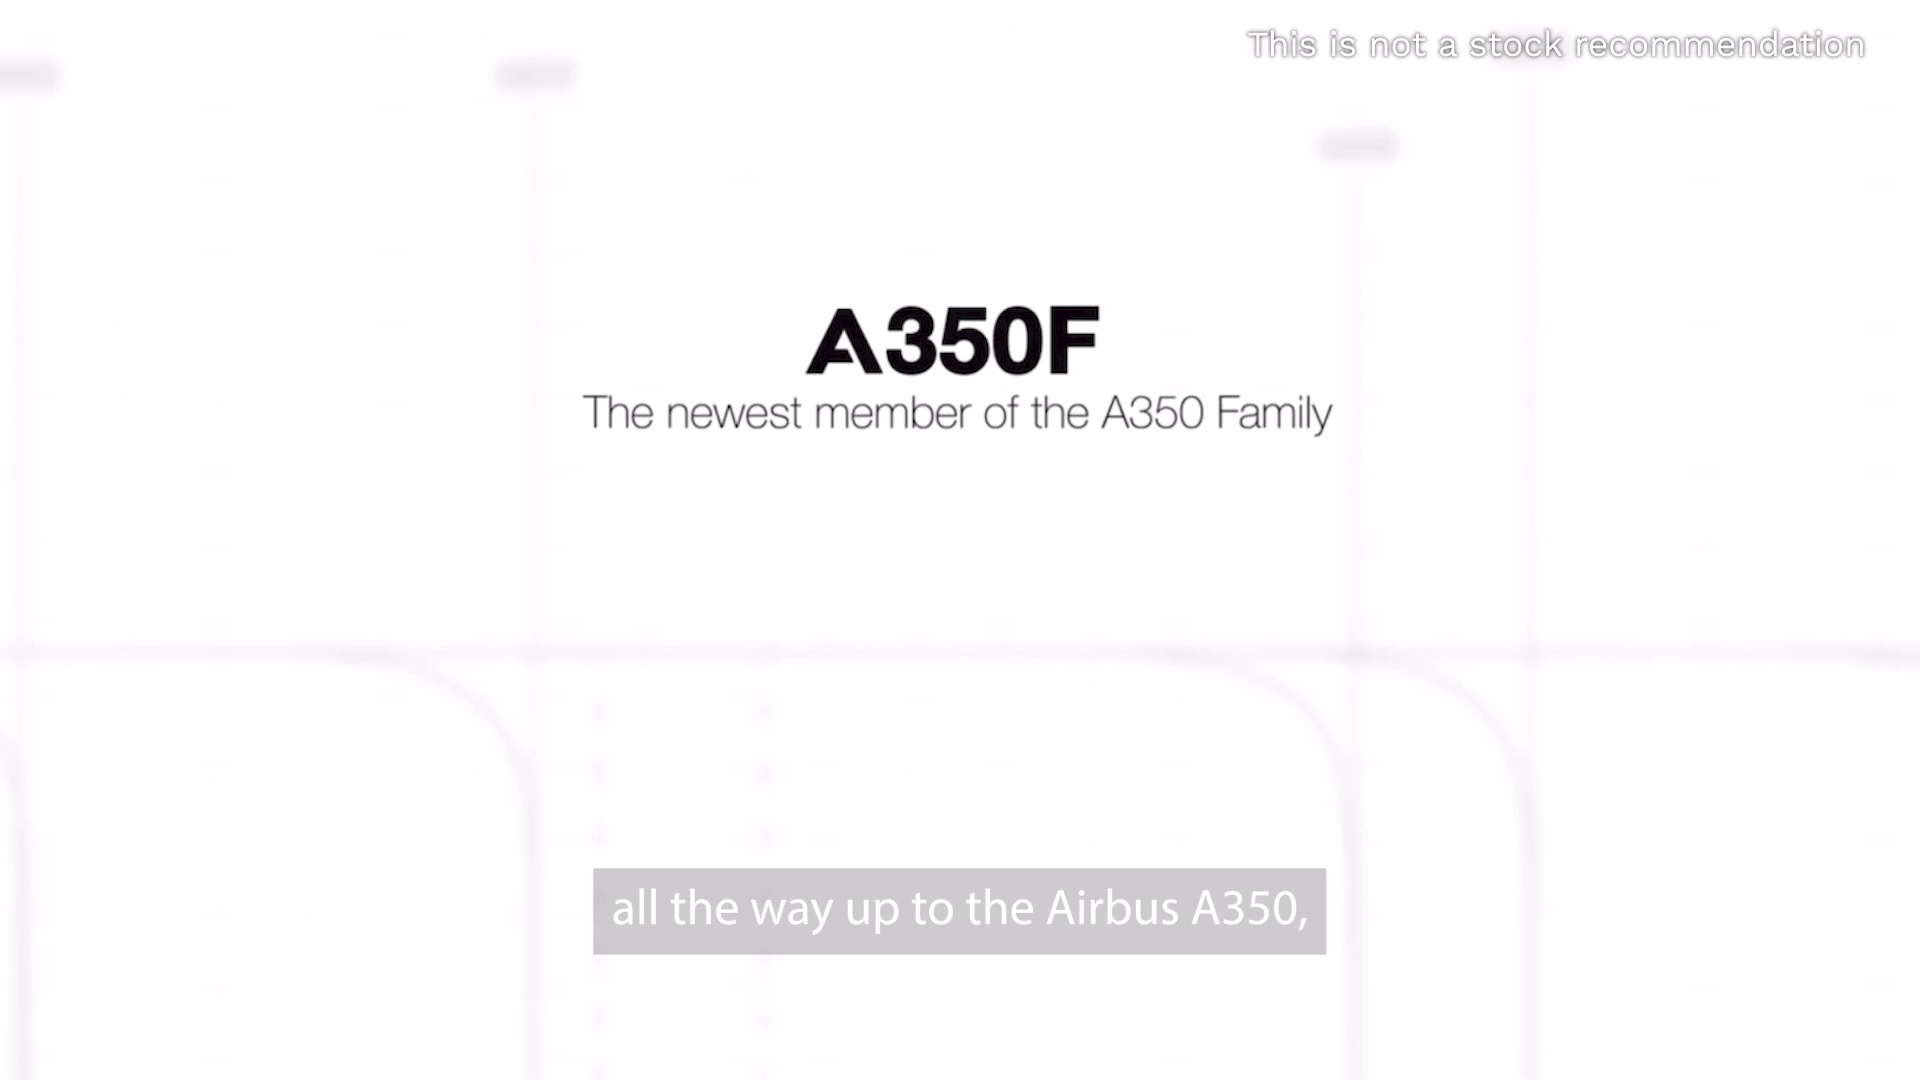 This is not a stock recommendation
A350F
The newest member of the A350 Family
all the way up to the Airbus A350,